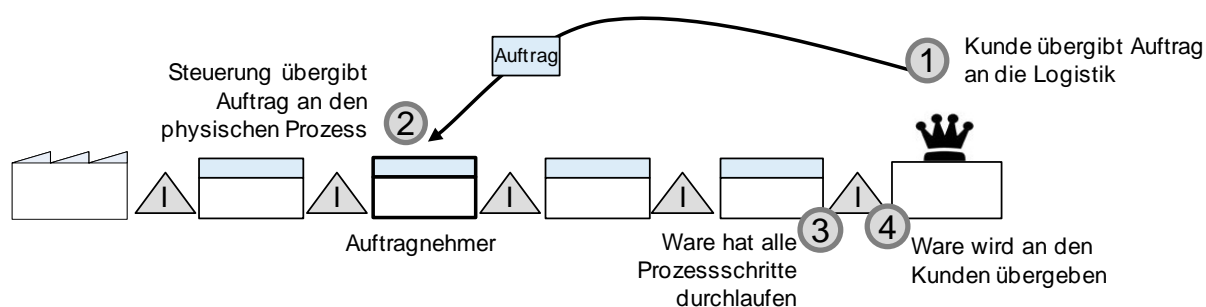 Auftrag
1
Kunde übergibt Auftrag
an die Logistik
Steuerung übergibt
Auftrag an den
physischen Prozess
2
I
I
I
I
I
Auftragnehmer
Ware hat alle
Prozessschritte
durchlaufen
3
4
Ware wird an den
Kunden übergeben